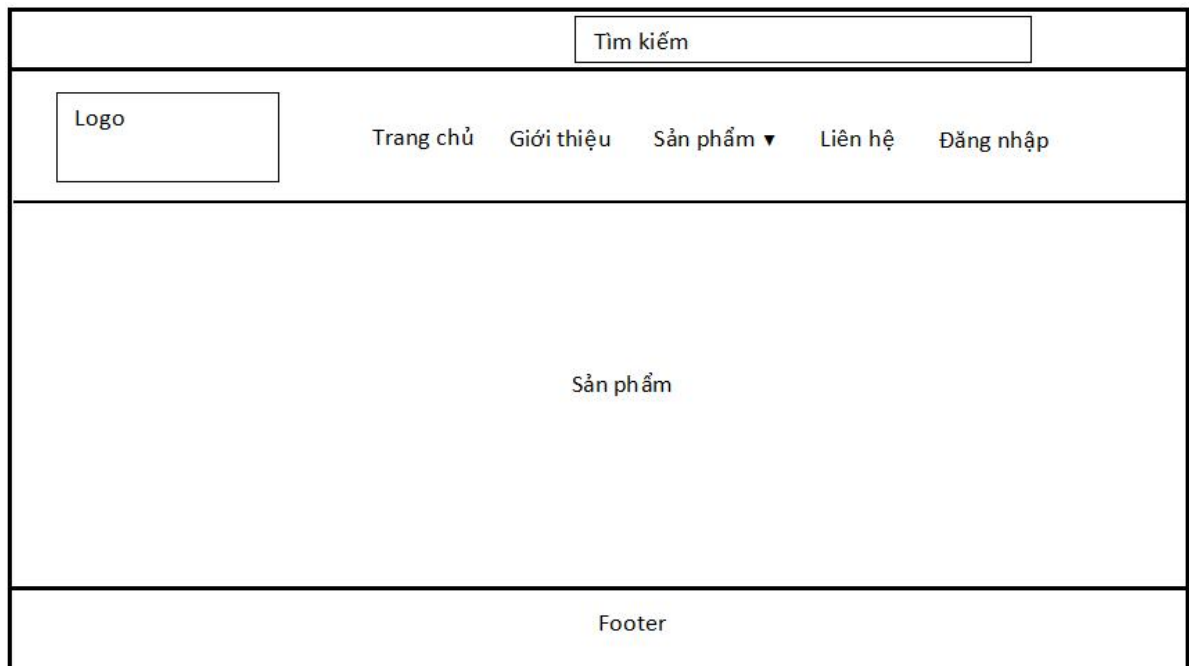 Tìm kiếm
Logo
Trang chủ Giới thiệu Sản phẩm ▼ Liên hệ Đăng nhập
Sản phẩm
Footer